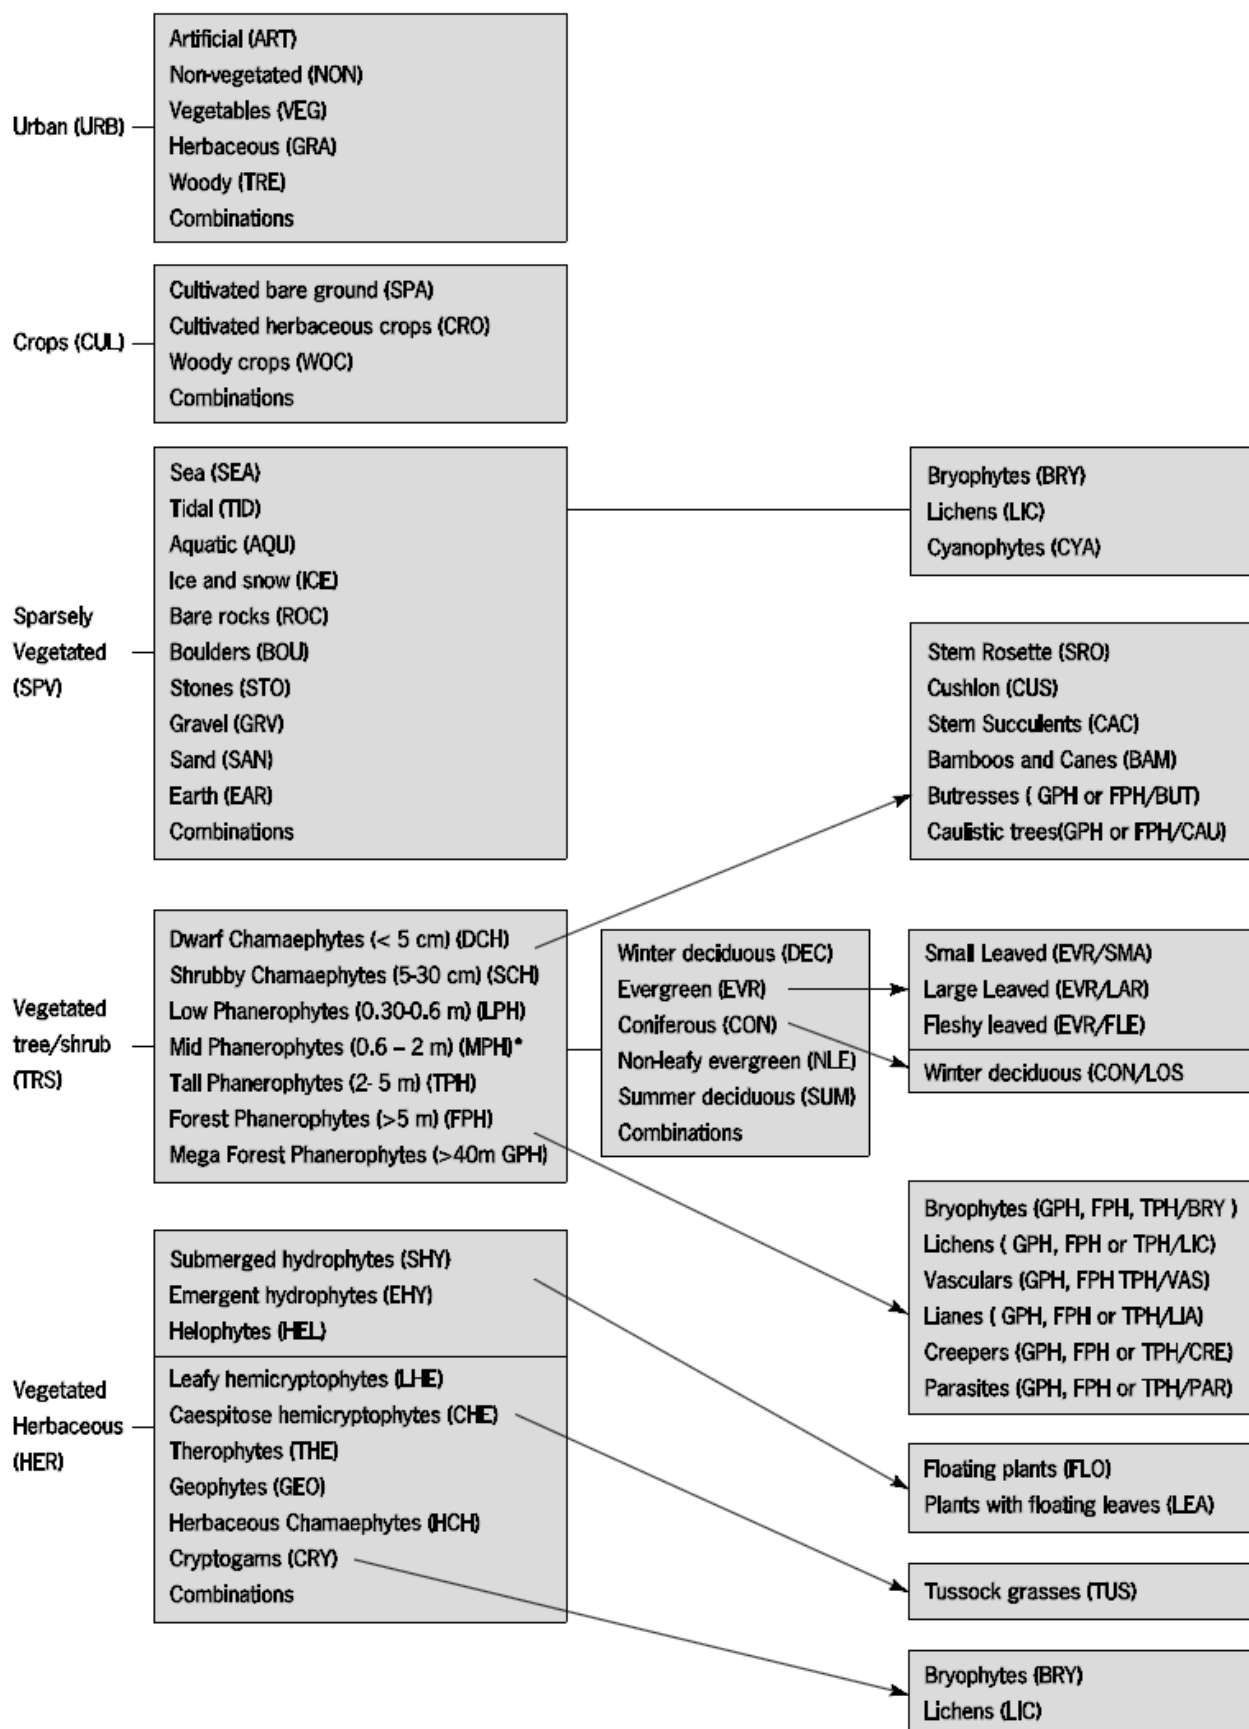 Urban (URB)
Artificial (ART)
Non-vegetated (NON)
Vegetables (VEG)
Herbaceous (GRA)
Woody (TRE)
Combinations
Crops (CUL)
Cultivated bare ground (SPA)
Cultivated herbaceous crops (CRO)
Woody crops (WOC)
Combinations
Sparsely
Vegetated
(SPV)
Sea (SEA)
Tidal (TID)
Aquatic (AQU)
Ice and snow (ICE)
Bare rocks (ROC)
Boulders (BOU)
Stones (STO)
Gravel (GRV)
Sand (SAN)
Earth (EAR)
Combinations
Bryophytes (BRY)
Lichens (LIC)
Cyanophytes (CYA)
Stem Rosette (SRO)
Cushion (CUS)
Stem Succulents (CAC)
Bamboos and Canes (BAM)
Butresses ( GPH or FPH/BUT)
Caulistic trees(GPH or FPH/CAU)
Vegetated
tree/shrub
(TRS)
Dwarf Chamaephytes (< 5 cm) (DCH)
Shrubby Chamaephytes (5-30 cm) (SCH)
Low Phanerophytes (0.30-0.6 m) (LPH)
Mid Phanerophytes (0.6 – 2 m) (MPH)*
Tall Phanerophytes (2- 5 m) (TPH)
Forest Phanerophytes (>5 m) (FPH)
Mega Forest Phanerophytes (>40m GPH)
Winter deciduous (DEC)
Evergreen (EVR)
Coniferous (CON)
Non-leafy evergreen (NLE)
Summer deciduous (SUM)
Combinations
Small Leaved (EVR/SMA)
Large Leaved (EVR/LAR)
Fleshy leaved (EVR/FLE)
Winter deciduous (CON/LOS
Bryophytes (GPH, FPH, TPH/BRY )
Lichens ( GPH, FPH or TPH/LIC)
Vasculars (GPH, FPH TPH/VAS)
Lianes ( GPH, FPH or TPH/LIA)
Creepers (GPH, FPH or TPH/CRE)
Parasites (GPH, FPH or TPH/PAR)
Vegetated
Herbaceous
(HER)
Submerged hydrophytes (SHY)
Emergent hydrophytes (EHY)
Helophytes (HEL)
Leafy hemicryptophytes (LHE)
Caespitose hemicryptophytes (CHE)
Therophytes (THE)
Geophytes (GEO)
Herbaceous Chamaephytes (HCH)
Cryptogams (CRY)
Combinations
Floating plants (FLO)
Plants with floating leaves (LEA)
Tussock grasses (TUS)
Bryophytes (BRY)
Lichens (LIC)